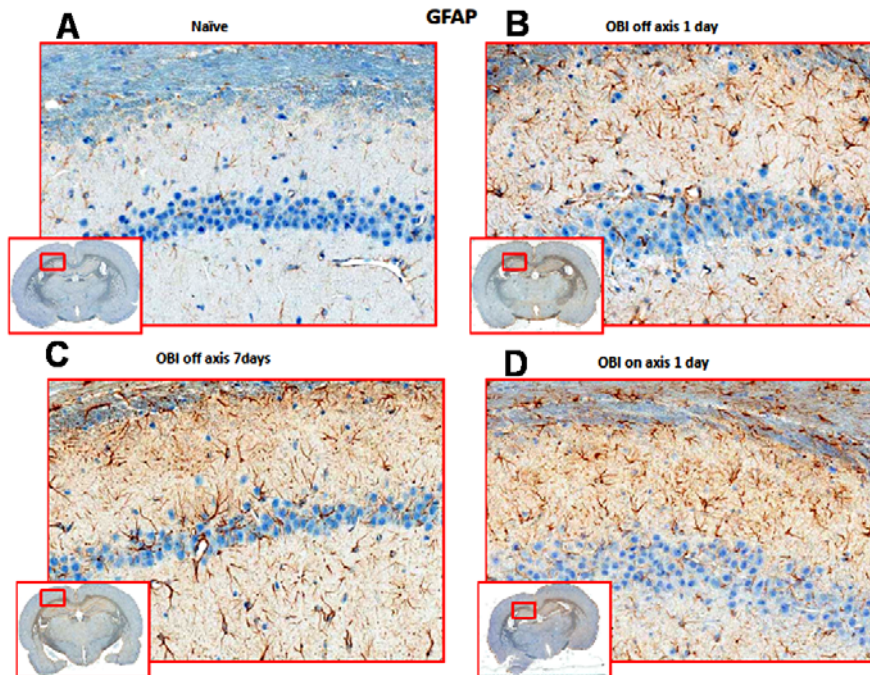 GFAP
A
Naïve
B
OBI off axis 1 day
C
OBI off axis 7days
D
OBI on axis 1 day